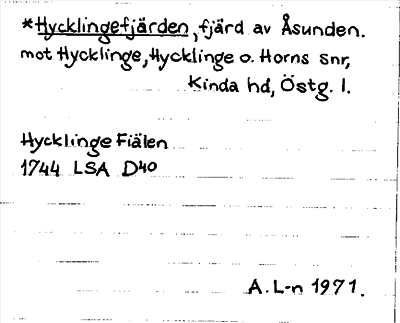 *Hycklingefjärden, fjärd av Åsunden.
mot Hycklinge, Hycklinge o. Horns snr,
Kinda hd, Östg. l.
Hycklinge Fiälen
1744 LSA D40
A. L-n 1971.